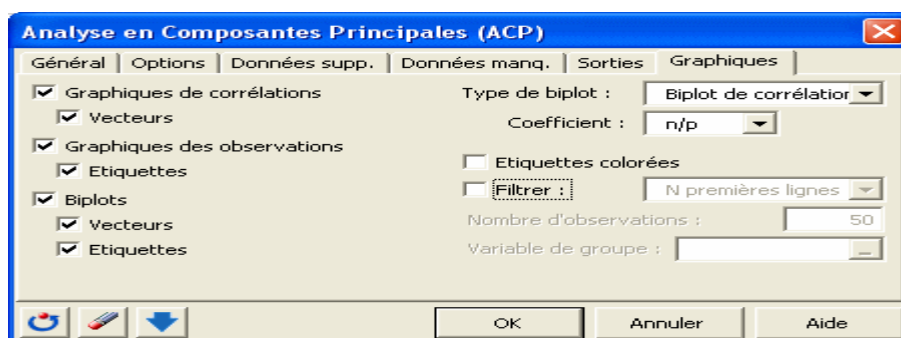 Analyse en Composantes Principales (ACP)
Général Options Données supp. Données manq. Sorties Graphiques
Graphiques de corrélations
Vecteurs
Graphiques des observations
Etiquettes
Biplots
Vecteurs
Etiquettes
Type de biplot : Biplot de corrélation
Coefficient : n/p
Etiquettes colorées
Filtrer : N premières lignes
Nombre d'observations : 50
Variable de groupe : ...
OK Annuler Aide